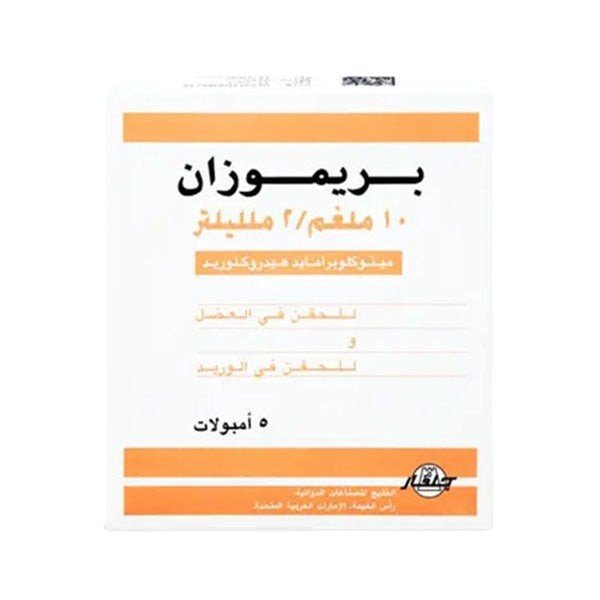 بريموزان
١٠ ملغم/٢ ملليلتر
ميتوكلوبرامايد هيدروكلوريد
للحقن في العضل
و
للحقن في الوريد
٥ أمبولات
جلفار
الخليج للصناعات الدوائية،
رأس الخيمة، الإمارات العربية المتحدة.